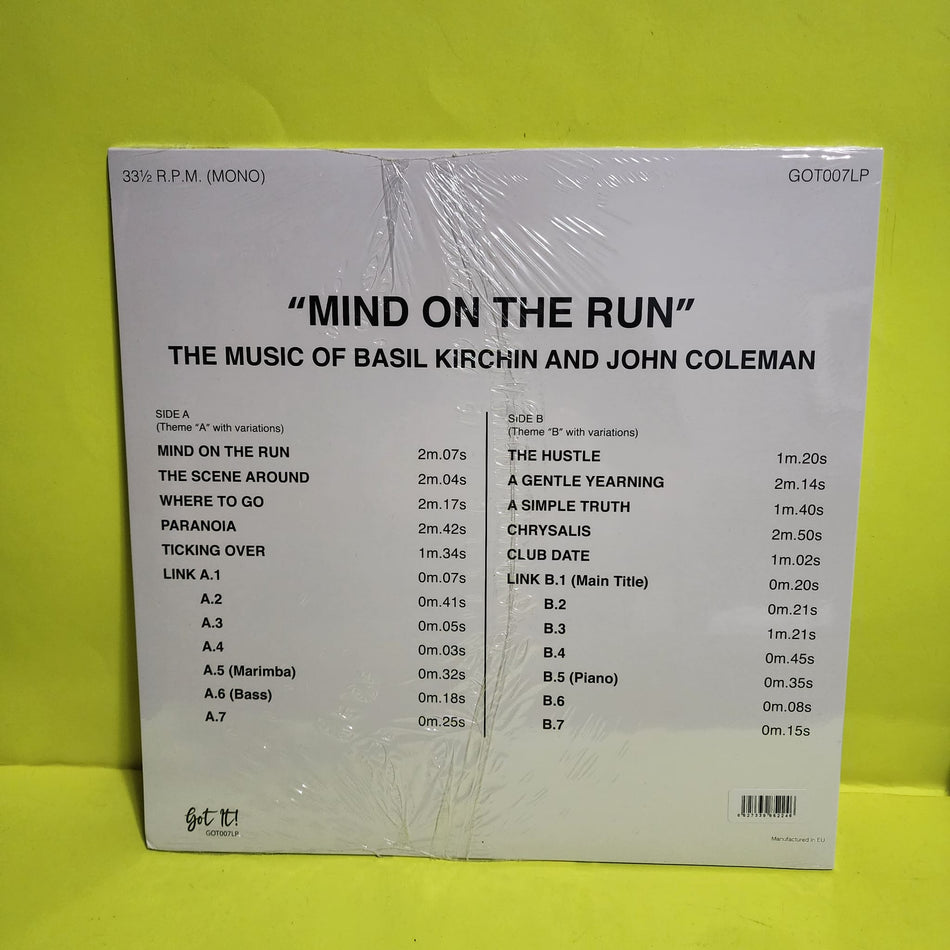 33⅓ R.P.M. (MONO)
GOT007LP
“MIND ON THE RUN”
THE MUSIC OF BASIL KIRCHIN AND JOHN COLEMAN
SIDE A
(Theme “A” with variations)
MIND ON THE RUN 2m.07s
THE SCENE AROUND 2m.04s
WHERE TO GO 2m.17s
PARANOIA 2m.42s
TICKING OVER 1m.34s
LINK A.1 0m.07s
A.2 0m.41s
A.3 0m.05s
A.4 0m.03s
A.5 (Marimba) 0m.32s
A.6 (Bass) 0m.18s
A.7 0m.25s
SIDE B
(Theme “B” with variations)
THE HUSTLE 1m.20s
A GENTLE YEARNING 2m.14s
A SIMPLE TRUTH 1m.40s
CHRYSALIS 2m.50s
CLUB DATE 1m.02s
LINK B.1 (Main Title) 0m.20s
B.2 0m.21s
B.3 1m.21s
B.4 0m.45s
B.5 (Piano) 0m.35s
B.6 0m.08s
B.7 0m.15s
Got It!
GOT007LP
Manufactured in EU